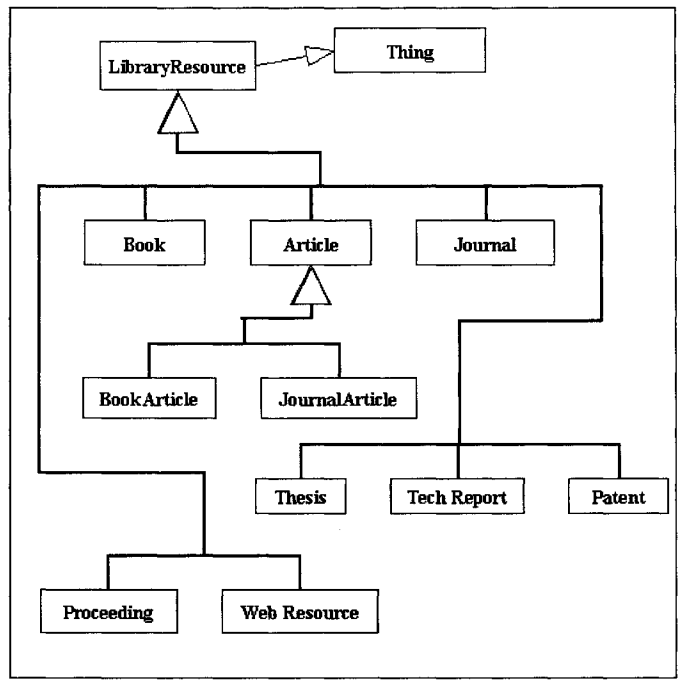 LibraryResource
Thing
Book
Article
Journal
BookArticle
JournalArticle
Thesis
Tech Report
Patent
Proceeding
Web Resource